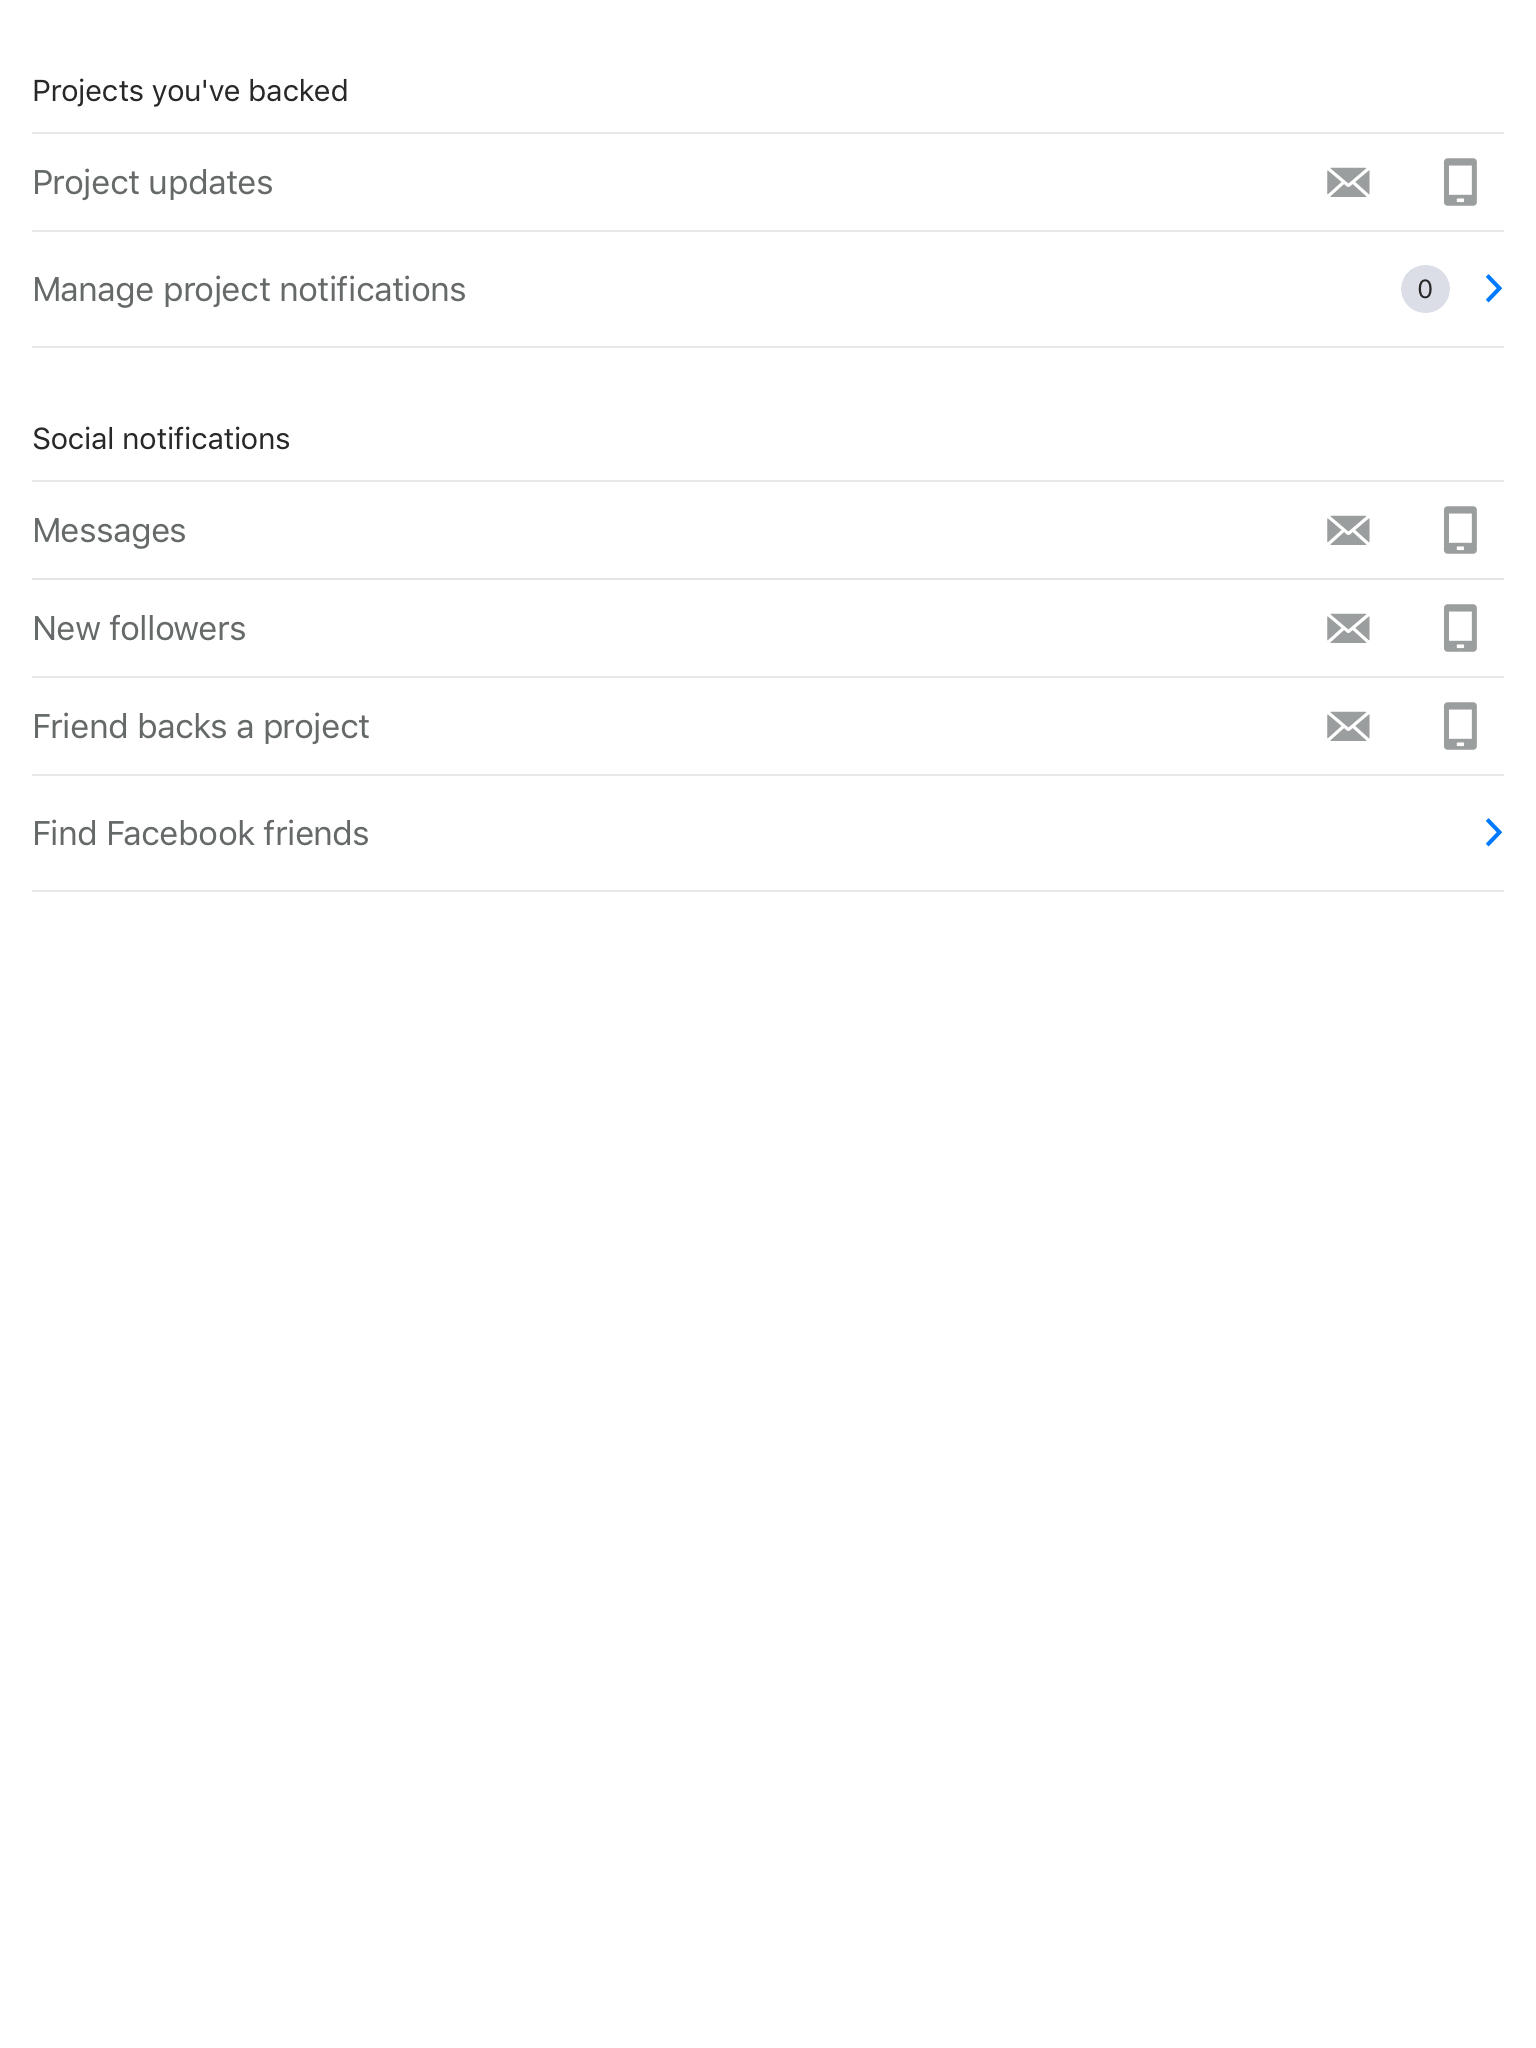 Projects you've backed
Project updates
Manage project notifications 0
Social notifications
Messages
New followers
Friend backs a project
Find Facebook friends